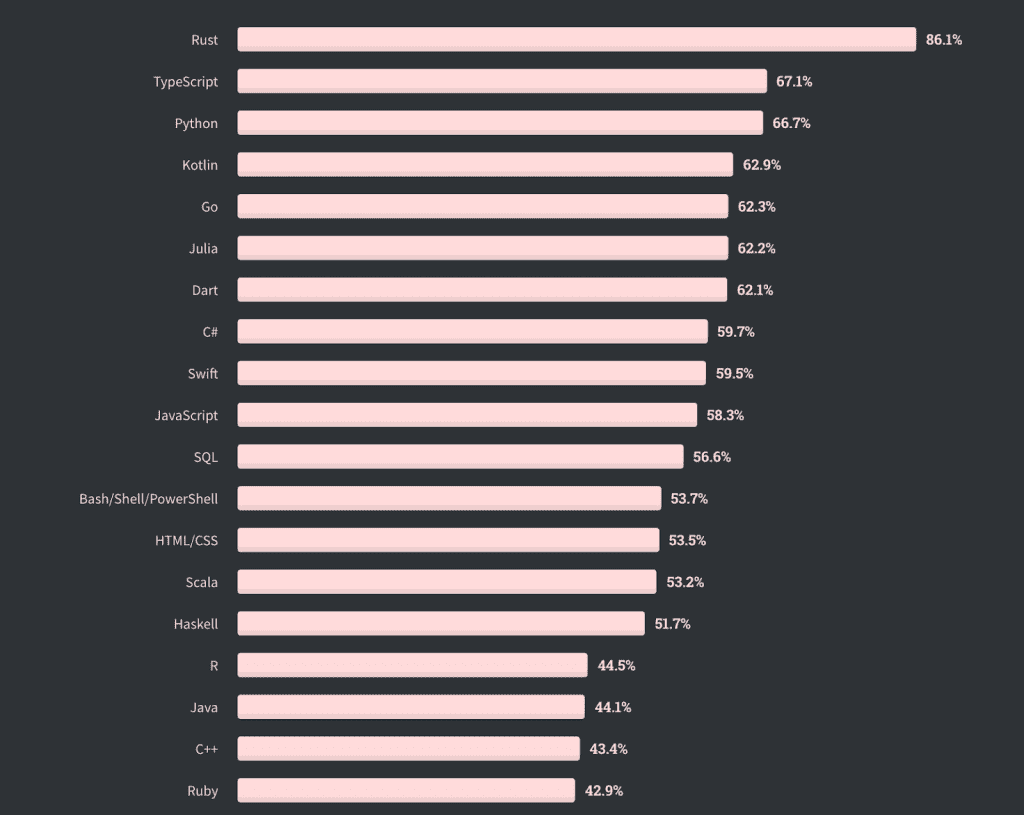 Rust 86.1%
TypeScript 67.1%
Python 66.7%
Kotlin 62.9%
Go 62.3%
Julia 62.2%
Dart 62.1%
C# 59.7%
Swift 59.5%
JavaScript 58.3%
SQL 56.6%
Bash/Shell/PowerShell 53.7%
HTML/CSS 53.5%
Scala 53.2%
Haskell 51.7%
R 44.5%
Java 44.1%
C++ 43.4%
Ruby 42.9%